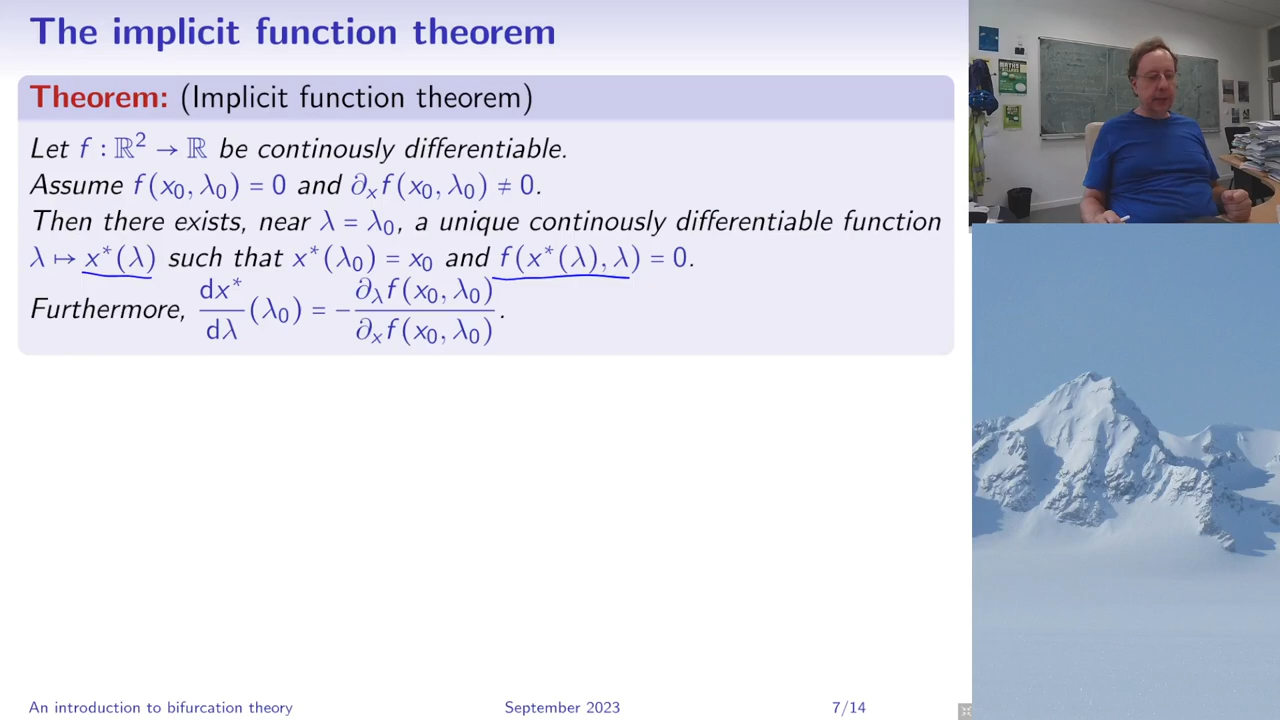 The implicit function theorem
Theorem: (Implicit function theorem)
Let f : ℝ² → ℝ be continously differentiable.
Assume f(x₀, λ₀) = 0 and ∂ₓf(x₀, λ₀) ≠ 0.
Then there exists, near λ = λ₀, a unique continously differentiable function
λ ↦ x*(λ) such that x*(λ₀) = x₀ and f(x*(λ), λ) = 0.
Furthermore, dx*/dλ (λ₀) = − ∂_λ f(x₀, λ₀) / ∂ₓf(x₀, λ₀).
An introduction to bifurcation theory
September 2023
7/14